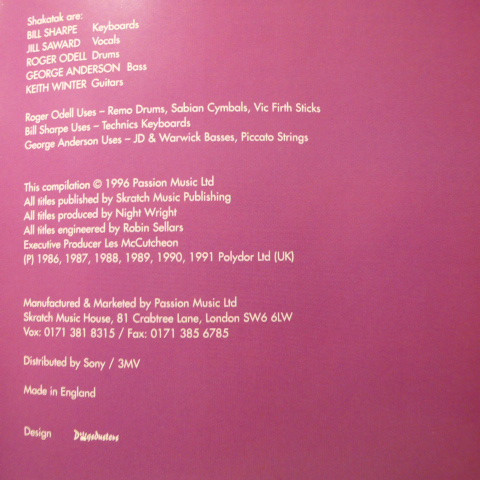 Shakatak are:
BILL SHARPE Keyboards
JILL SAWARD Vocals
ROGER ODELL Drums
GEORGE ANDERSON Bass
KEITH WINTER Guitars
Roger Odell Uses – Remo Drums, Sabian Cymbals, Vic Firth Sticks
Bill Sharpe Uses – Technics Keyboards
George Anderson Uses – JD & Warwick Basses, Piccato Strings
This compilation © 1996 Passion Music Ltd
All titles published by Skratch Music Publishing
All titles produced by Night Wright
All titles engineered by Robin Sellars
Executive Producer Les McCutcheon
(P) 1986, 1987, 1988, 1989, 1990, 1991 Polydor Ltd (UK)
Manufactured & Marketed by Passion Music Ltd
Skratch Music House, 81 Crabtree Lane, London SW6 6LW
Vox: 0171 381 8315 / Fax: 0171 385 6785
Distributed by Sony / 3MV
Made in England
Design